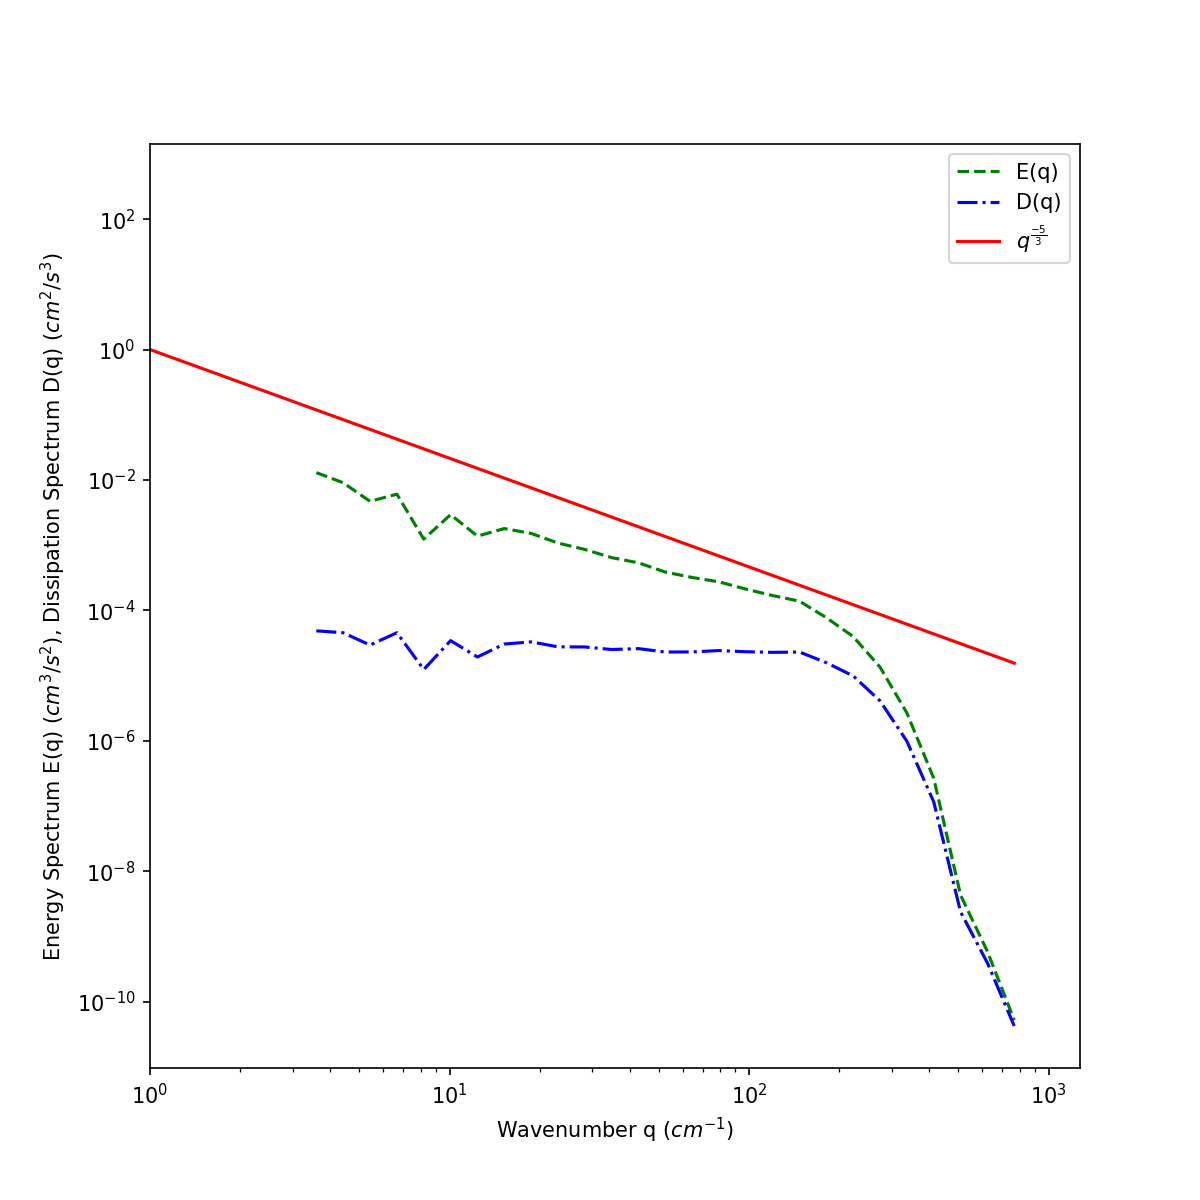 E(q)
D(q)
q^{\frac{-5}{3}}
10^2
10^0
10^{-2}
10^{-4}
10^{-6}
10^{-8}
10^{-10}
Energy Spectrum E(q) (cm^3/s^2), Dissipation Spectrum D(q) (cm^2/s^3)
10^0 10^1 10^2 10^3
Wavenumber q (cm^{-1})